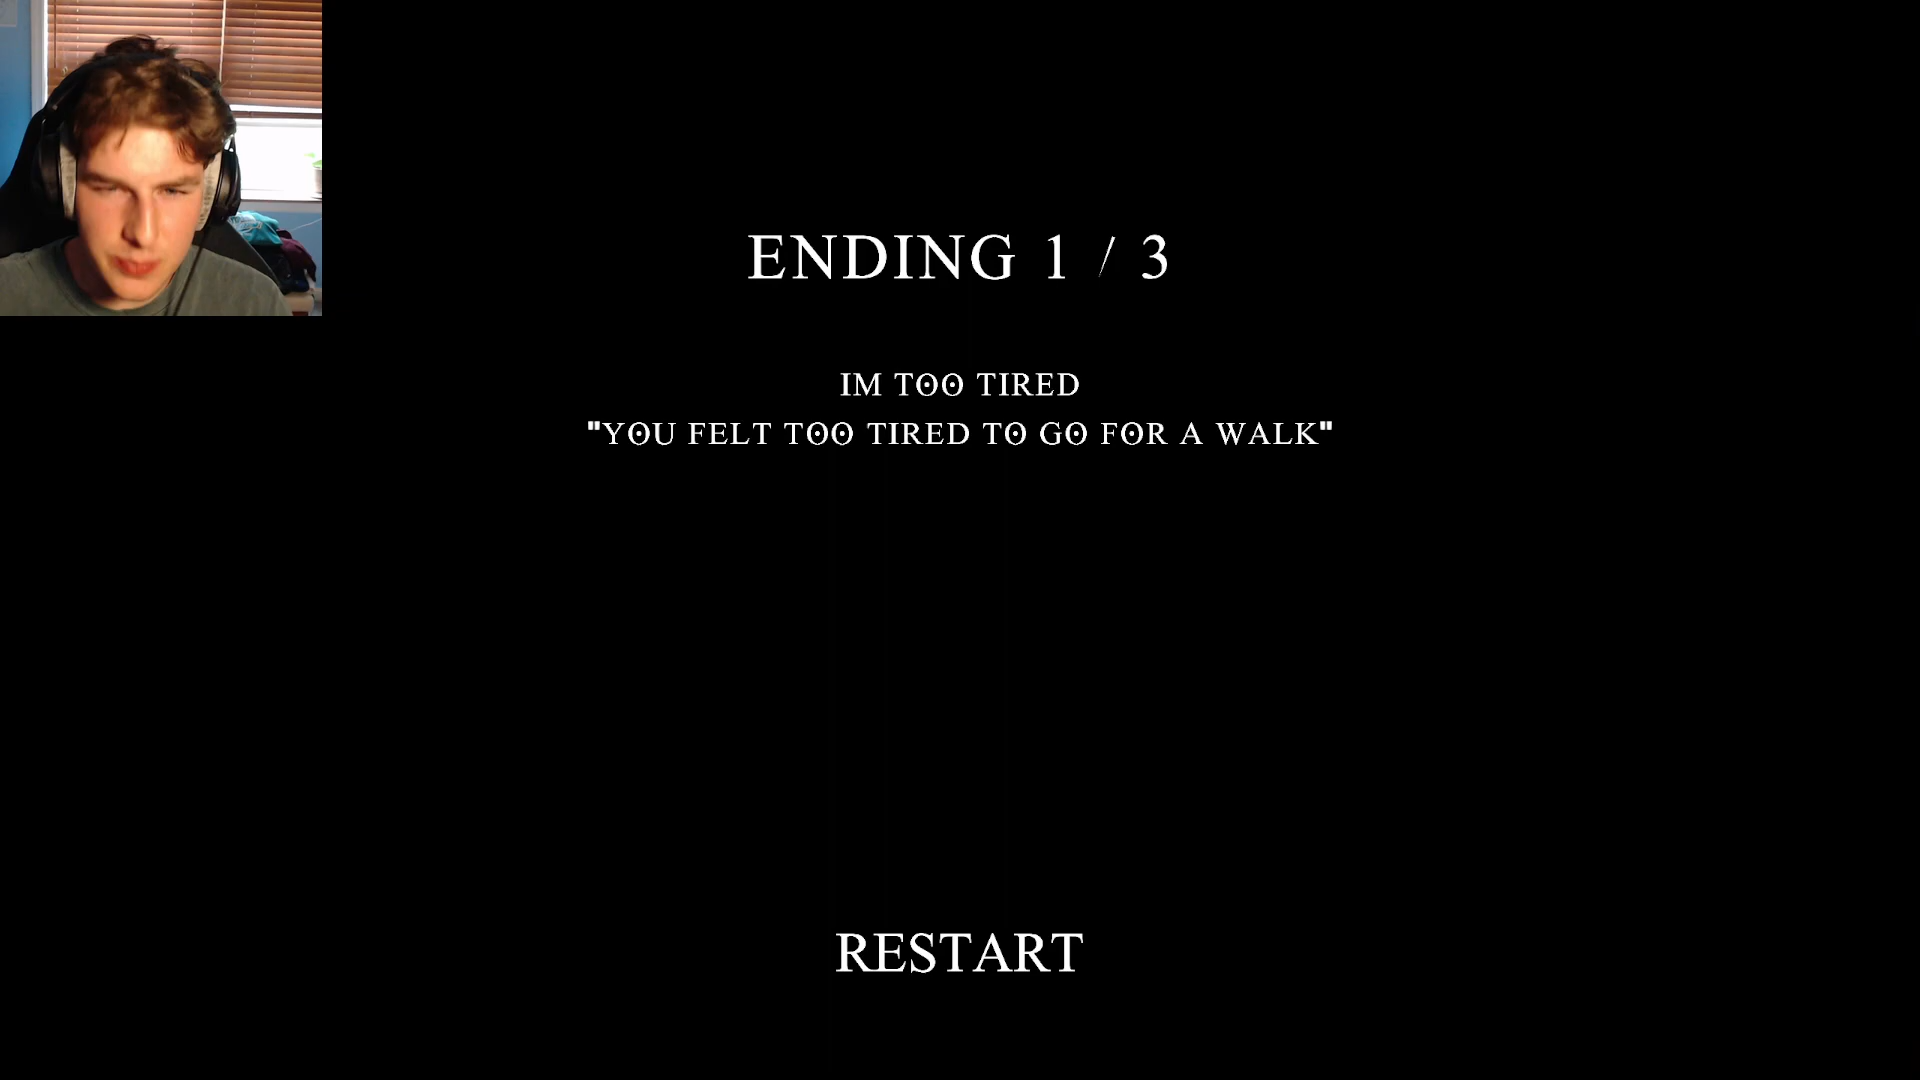 ENDING 1 / 3
IM TOO TIRED
"YOU FELT TOO TIRED TO GO FOR A WALK"
RESTART